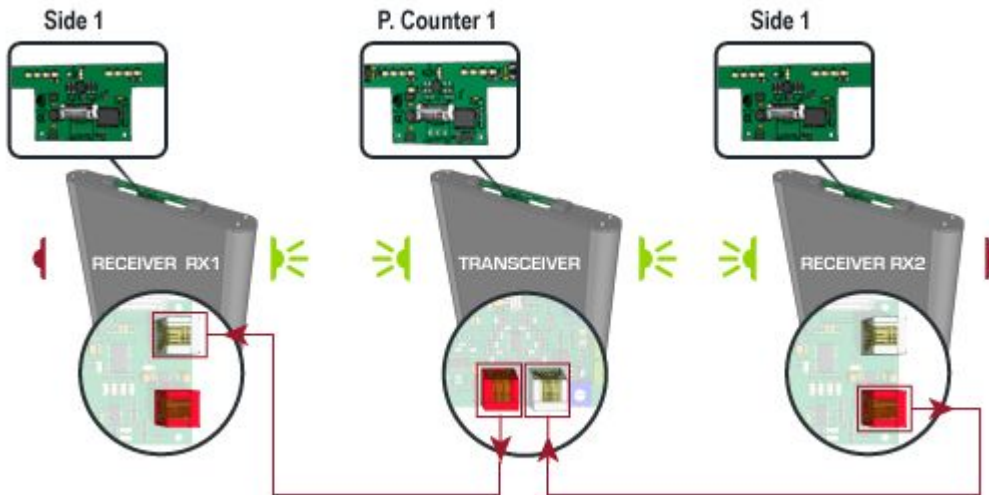 Side 1
P. Counter 1
Side 1
RECEIVER RX1
TRANSCEIVER
RECEIVER RX2